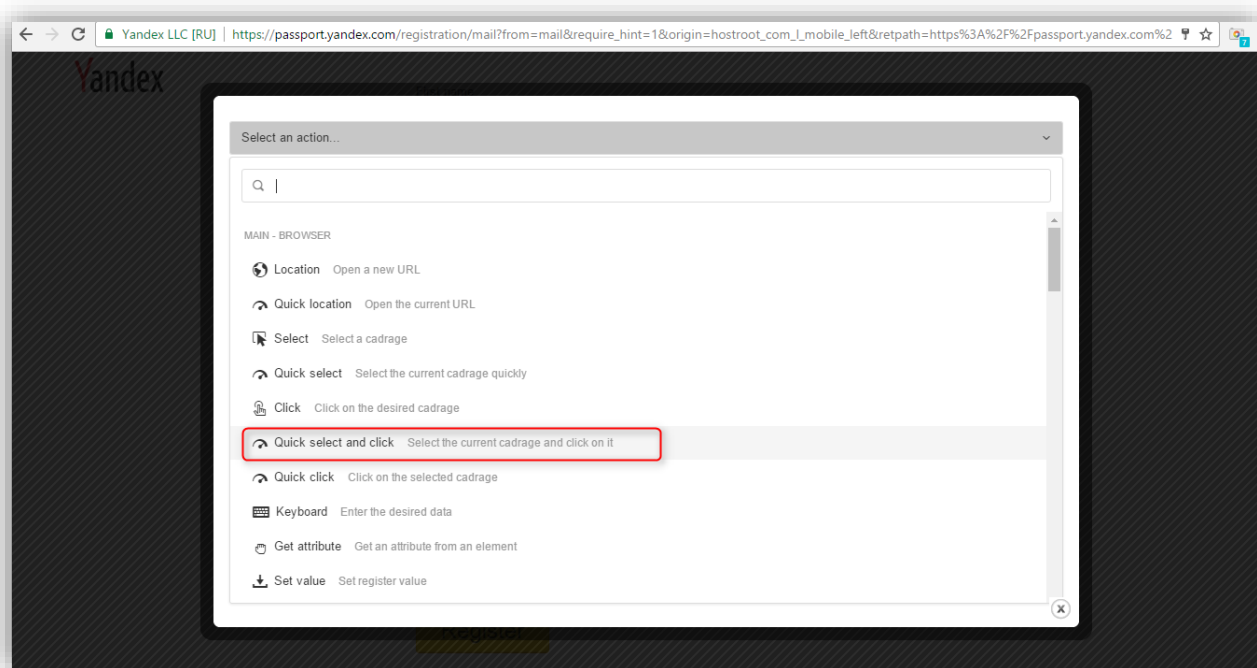 Yandex LLC [RU] | https://passport.yandex.com/registration/mail?from=mail&require_hint=1&origin=hostroot_com_l_mobile_left&retpath=https%3A%2F%2Fpassport.yandex.com%2
7
Yandex
First name
Select an action...
MAIN - BROWSER
Location Open a new URL
Quick location Open the current URL
Select Select a cadrage
Quick select Select the current cadrage quickly
Click Click on the desired cadrage
Quick select and click Select the current cadrage and click on it
Quick click Click on the selected cadrage
Keyboard Enter the desired data
Get attribute Get an attribute from an element
Set value Set register value
x
Register